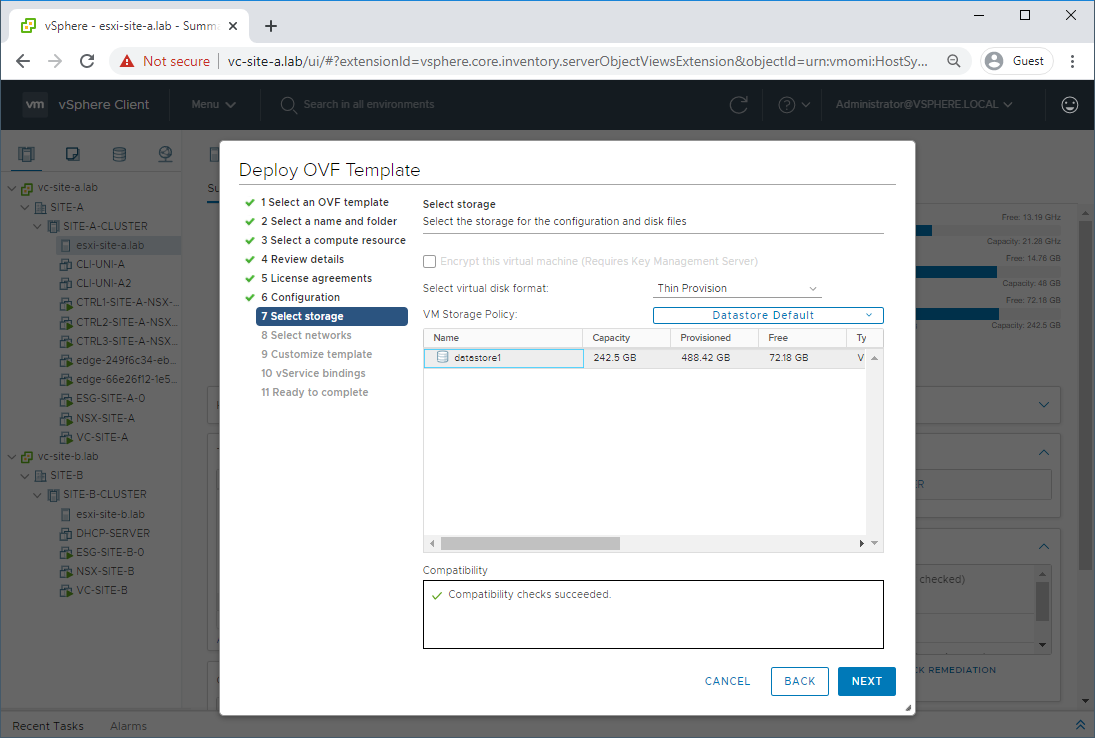 vSphere - esxi-site-a.lab - Summa
Not secure vc-site-a.lab/ui/#?extensionId=vsphere.core.inventory.serverObjectViewsExtension&objectId=urn:vmomi:HostSy...
Guest
vm vSphere Client Menu Search in all environments Administrator@VSPHERE.LOCAL
vc-site-a.lab
SITE-A
SITE-A-CLUSTER
esxi-site-a.lab
CLI-UNI-A
CLI-UNI-A2
CTRL1-SITE-A-NSX-...
CTRL2-SITE-A-NSX...
CTRL3-SITE-A-NSX...
edge-249f6c34-eb...
edge-66e26f12-1e5...
ESG-SITE-A-0
NSX-SITE-A
VC-SITE-A
vc-site-b.lab
SITE-B
SITE-B-CLUSTER
esxi-site-b.lab
DHCP-SERVER
ESG-SITE-B-0
NSX-SITE-B
VC-SITE-B
Su
Deploy OVF Template
1 Select an OVF template
2 Select a name and folder
3 Select a compute resource
4 Review details
5 License agreements
6 Configuration
7 Select storage
8 Select networks
9 Customize template
10 vService bindings
11 Ready to complete
Select storage
Select the storage for the configuration and disk files
Encrypt this virtual machine (Requires Key Management Server)
Select virtual disk format: Thin Provision
VM Storage Policy: Datastore Default
Name Capacity Provisioned Free Ty
datastore1 242.5 GB 488.42 GB 72.18 GB V
Compatibility
Compatibility checks succeeded.
CANCEL BACK NEXT
Free: 13.19 GHz
Capacity: 21.28 GHz
Free: 14.76 GB
Capacity: 46 GB
Free: 72.18 GB
Capacity: 242.5 GB
ER
checked)
CK REMEDIATION
Recent Tasks Alarms